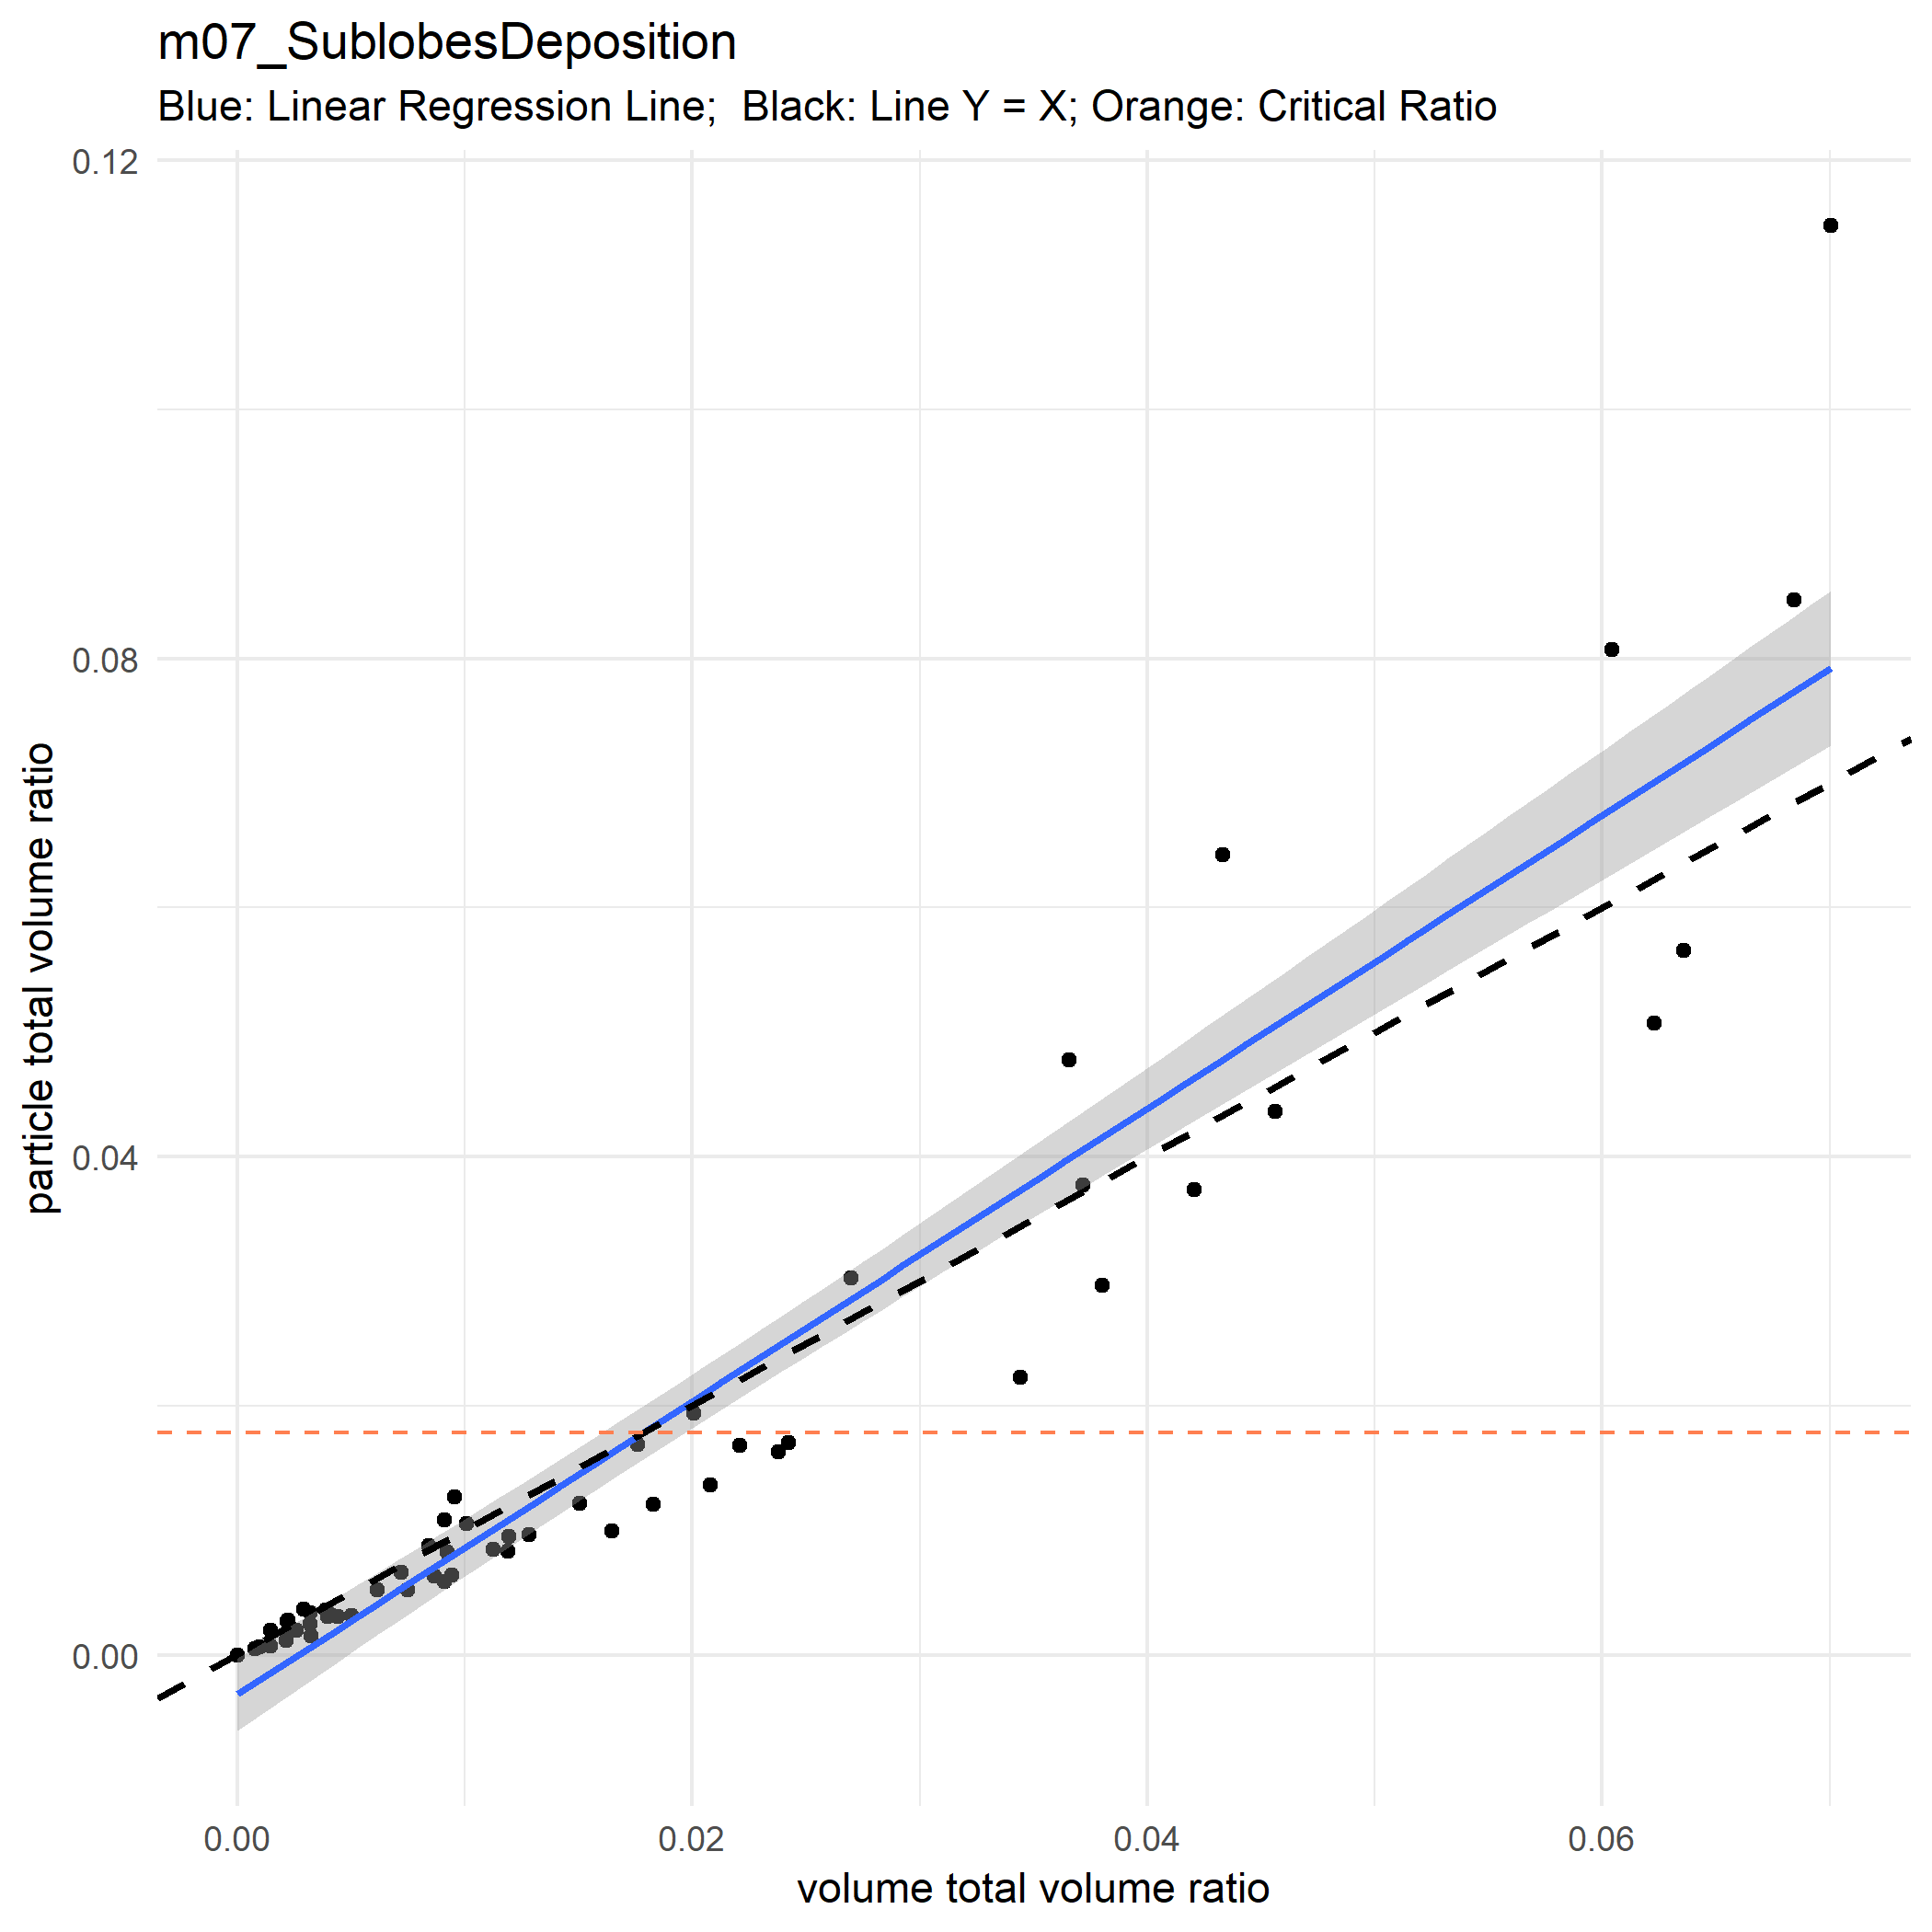 m07_SublobesDeposition
Blue: Linear Regression Line;  Black: Line Y = X; Orange: Critical Ratio
0.12
0.08
0.04
0.00
particle total volume ratio
0.00 0.02 0.04 0.06
volume total volume ratio